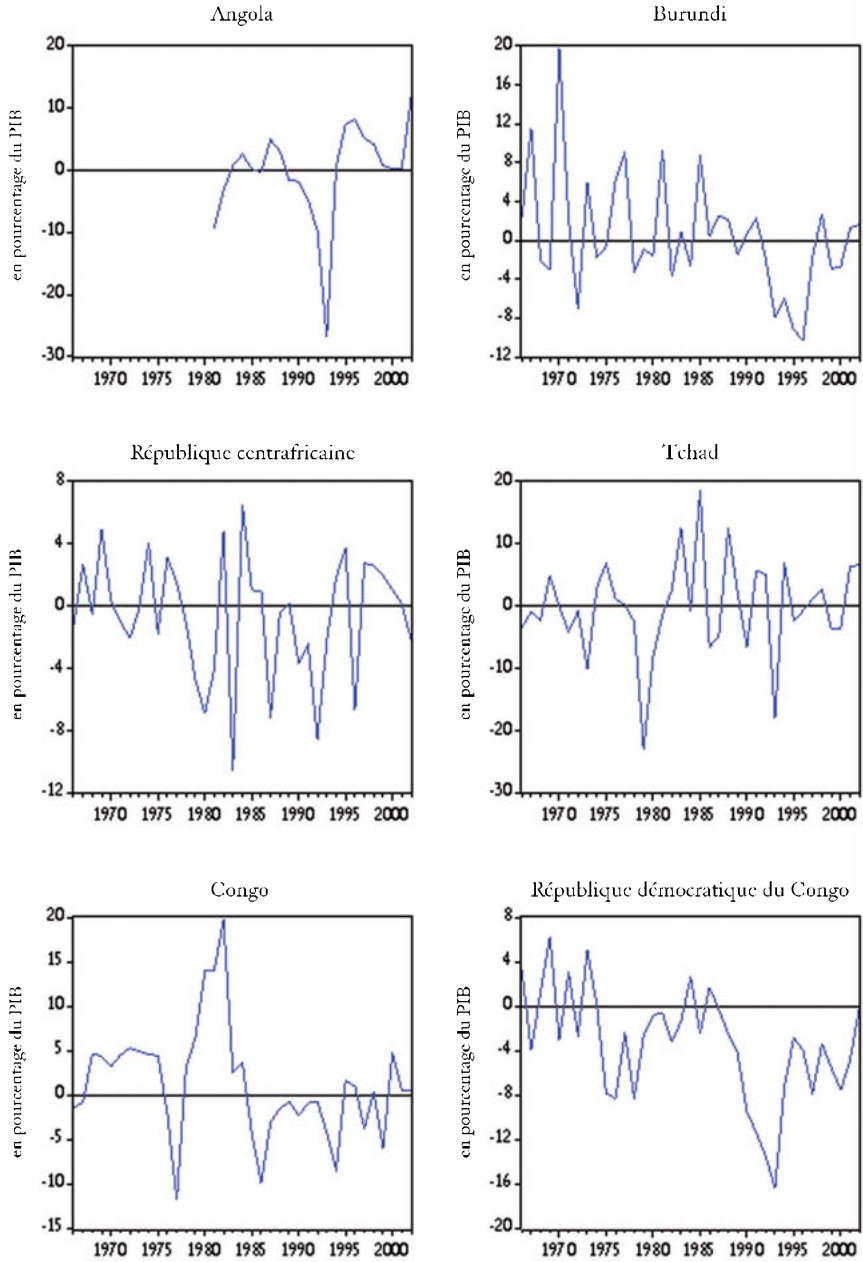 Angola
en pourcentage du PIB
20
10
0
-10
-20
-30
1970 1975 1980 1985 1990 1995 2000
Burundi
en pourcentage du PIB
20
16
12
8
4
0
-4
-8
-12
1970 1975 1980 1985 1990 1995 2000
République centrafricaine
en pourcentage du PIB
8
4
0
-4
-8
-12
1970 1975 1980 1985 1990 1995 2000
Tchad
en pourcentage du PIB
20
10
0
-10
-20
-30
1970 1975 1980 1985 1990 1995 2000
Congo
en pourcentage du PIB
20
15
10
5
0
-5
-10
-15
1970 1975 1980 1985 1990 1995 2000
République démocratique du Congo
en pourcentage du PIB
8
4
0
-4
-8
-12
-16
-20
1970 1975 1980 1985 1990 1995 2000